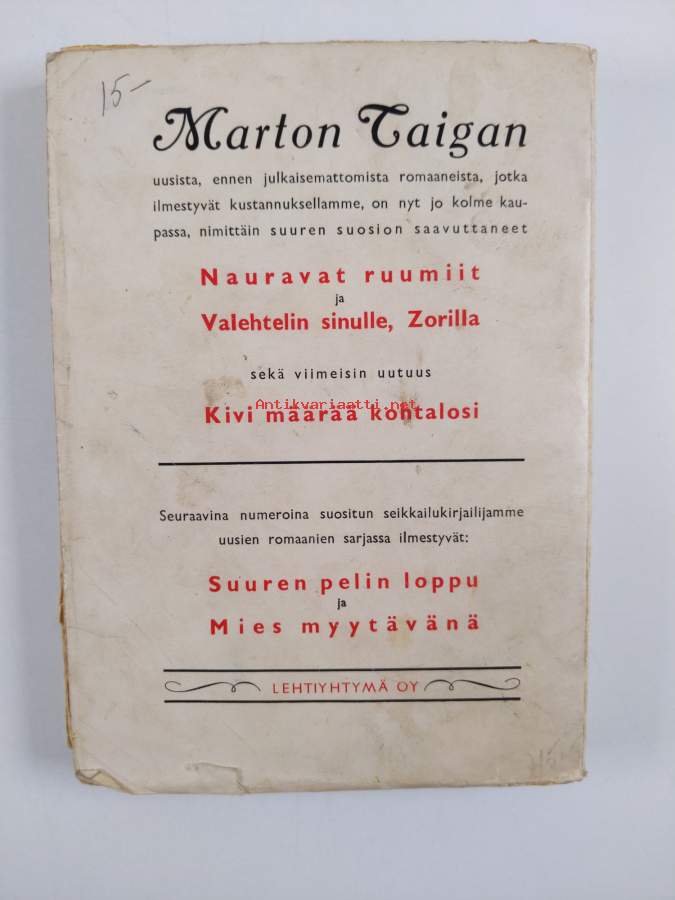 15-
Marton Taigan
uusista, ennen julkaisemattomista romaaneista, jotka
ilmestyvät kustannuksellamme, on nyt jo kolme kau-
passa, nimittäin suuren suosion saavuttaneet
Nauravat ruumiit
ja
Valehtelin sinulle, Zorilla
sekä viimeisin uutuus
Antikvariaatti.net
Kivi määrää kohtalosi
Seuraavina numeroina suositun seikkailukirjailijamme
uusien romaanien sarjassa ilmestyvät:
Suuren pelin loppu
ja
Mies myytävänä
LEHTIYHTYMÄ OY